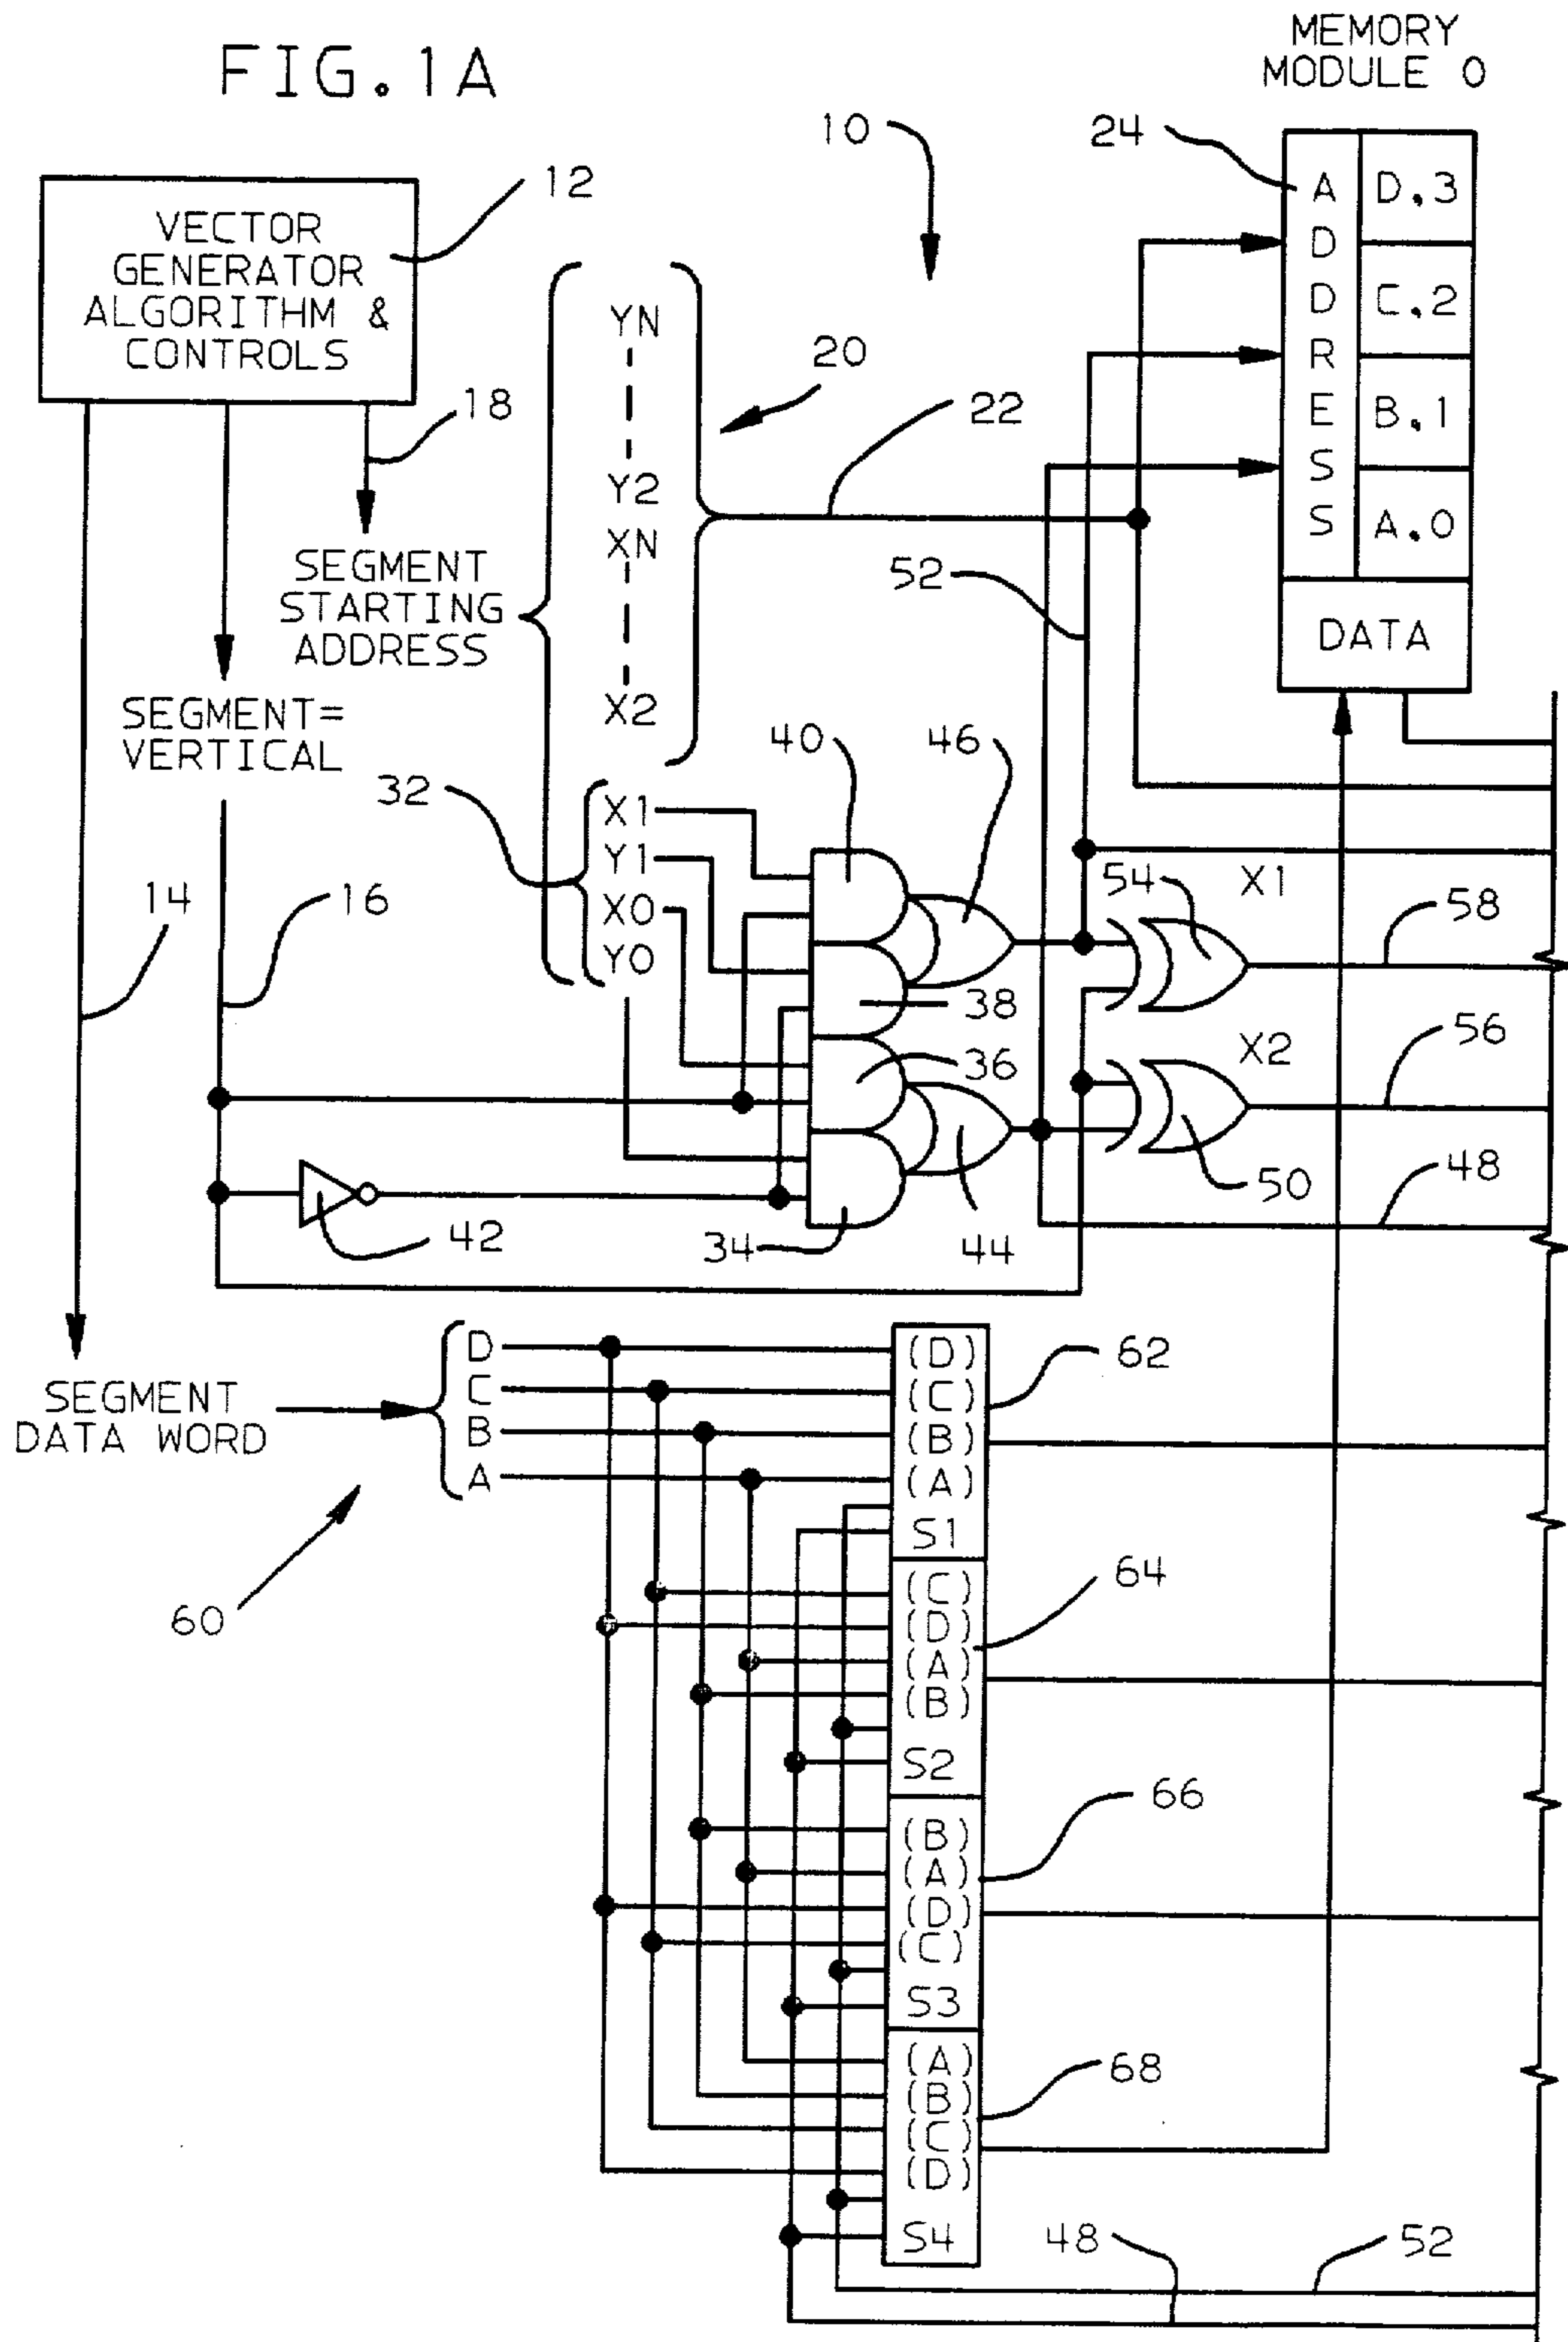 FIG.1A
MEMORY
MODULE 0
10
24
12
VECTOR
GENERATOR
ALGORITHM &
CONTROLS
A
D
D
R
E
S
S
D.3
C.2
B.1
A.0
DATA
18
YN
Y2
XN
X2
20
22
SEGMENT
STARTING
ADDRESS
52
SEGMENT=
VERTICAL
32
X1
Y1
X0
Y0
40
46
14
16
54
X1
58
38
36
X2
56
50
48
42
34
44
SEGMENT
DATA WORD
D
C
B
A
60
(D)
(C)
(B)
(A)
S1
62
(C)
(D)
(A)
(B)
S2
64
(B)
(A)
(D)
(C)
S3
66
(A)
(B)
(C)
(D)
S4
68
48
52